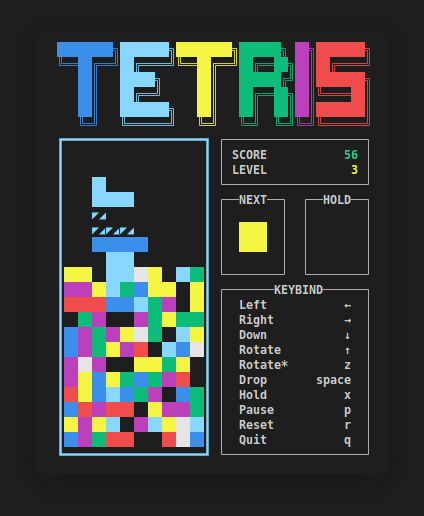 TETRIS
SCORE 56
LEVEL 3
NEXT HOLD
KEYBIND
Left ←
Right →
Down ↓
Rotate ↑
Rotate* z
Drop space
Hold x
Pause p
Reset r
Quit q